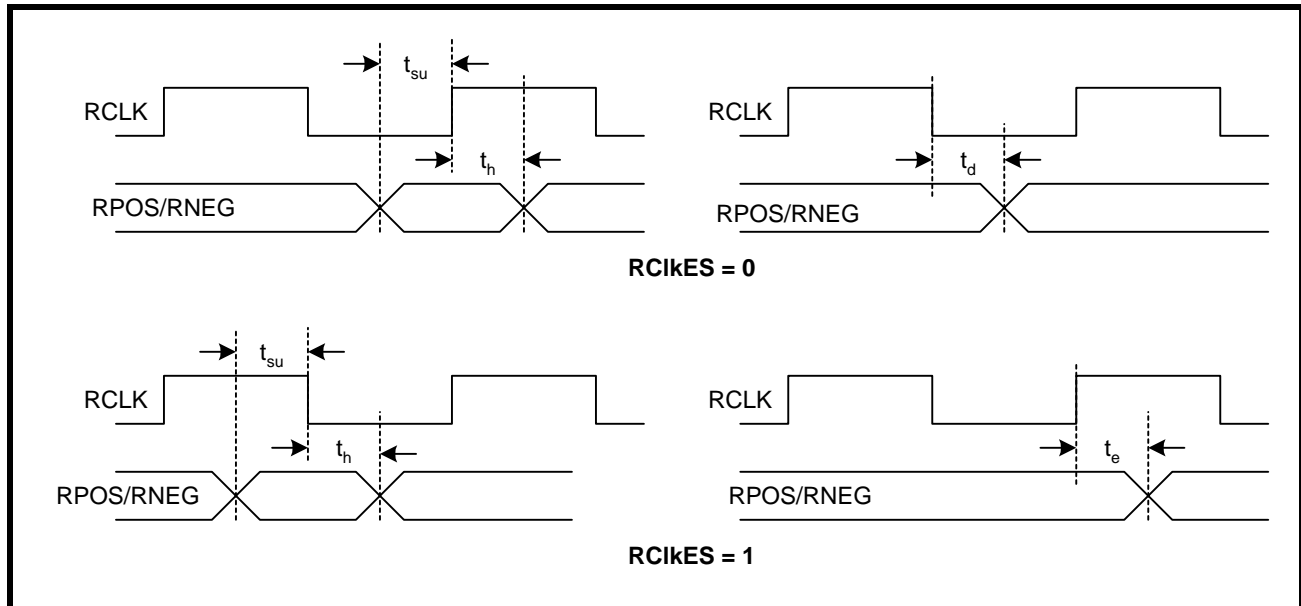 t_su
RCLK
RCLK
t_h
t_d
RPOS/RNEG
RPOS/RNEG
RClkES = 0
t_su
RCLK
RCLK
t_h
t_e
RPOS/RNEG
RPOS/RNEG
RClkES = 1